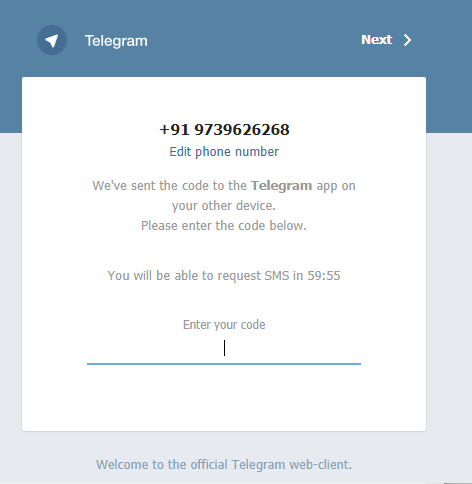 Telegram
Next
+91 9739626268
Edit phone number
We've sent the code to the Telegram app on
your other device.
Please enter the code below.
You will be able to request SMS in 59:55
Enter your code
Welcome to the official Telegram web-client.